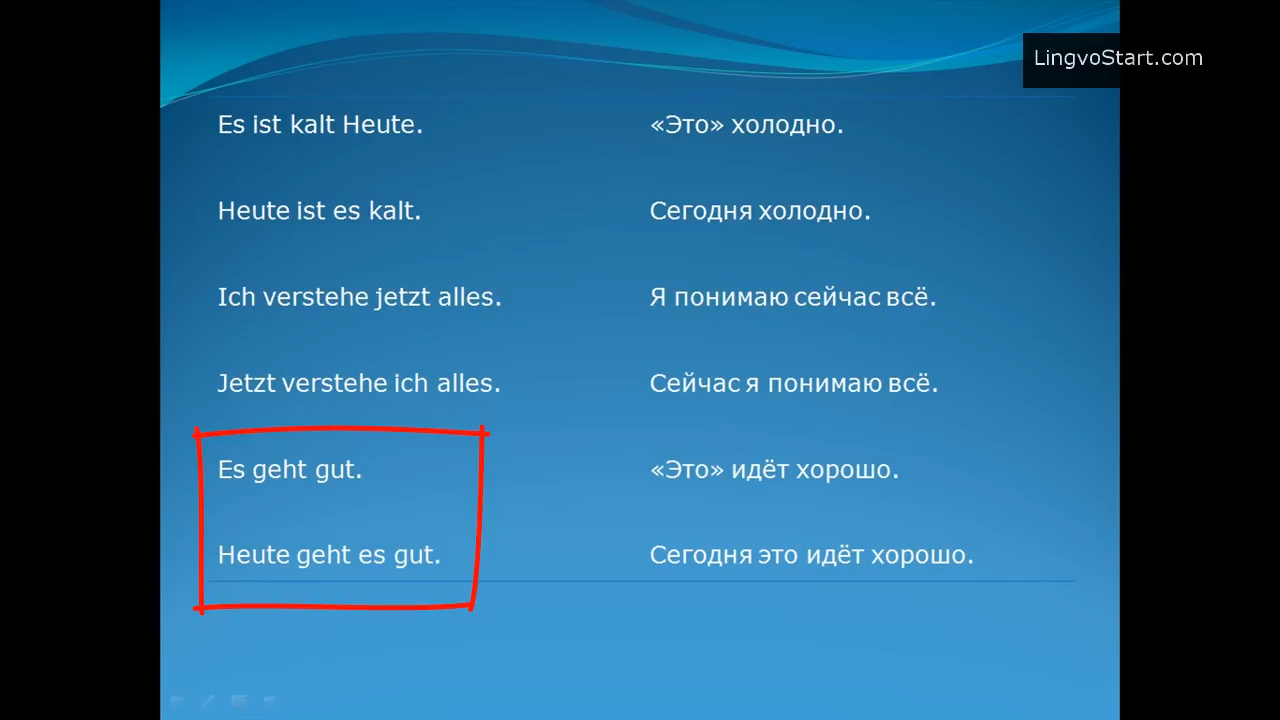 LingvoStart.com
Es ist kalt Heute. «Это» холодно.
Heute ist es kalt. Сегодня холодно.
Ich verstehe jetzt alles. Я понимаю сейчас всё.
Jetzt verstehe ich alles. Сейчас я понимаю всё.
Es geht gut. «Это» идёт хорошо.
Heute geht es gut. Сегодня это идёт хорошо.